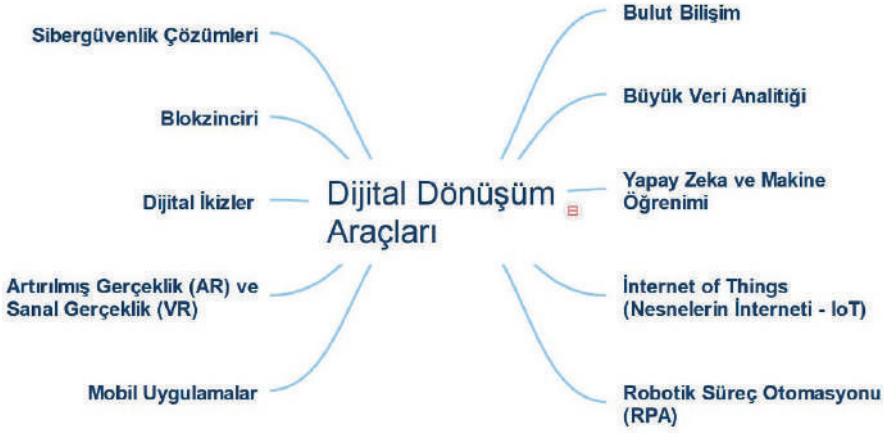 Dijital Dönüşüm
Araçları
Bulut Bilişim
Büyük Veri Analitiği
Yapay Zeka ve Makine
Öğrenimi
İnternet of Things
(Nesnelerin İnterneti - IoT)
Robotik Süreç Otomasyonu
(RPA)
Sibergüvenlik Çözümleri
Blokzinciri
Dijital İkizler
Artırılmış Gerçeklik (AR) ve
Sanal Gerçeklik (VR)
Mobil Uygulamalar